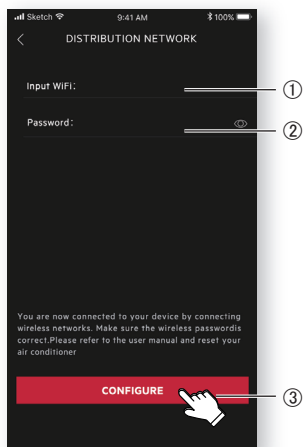 Sketch 9:41 AM 100%
DISTRIBUTION NETWORK
Input WiFi:
①
Password:
②
You are now connected to your device by connecting
wireless networks. Make sure the wireless passwordis
correct.Please refer to the user manual and reset your
air conditioner
CONFIGURE
③